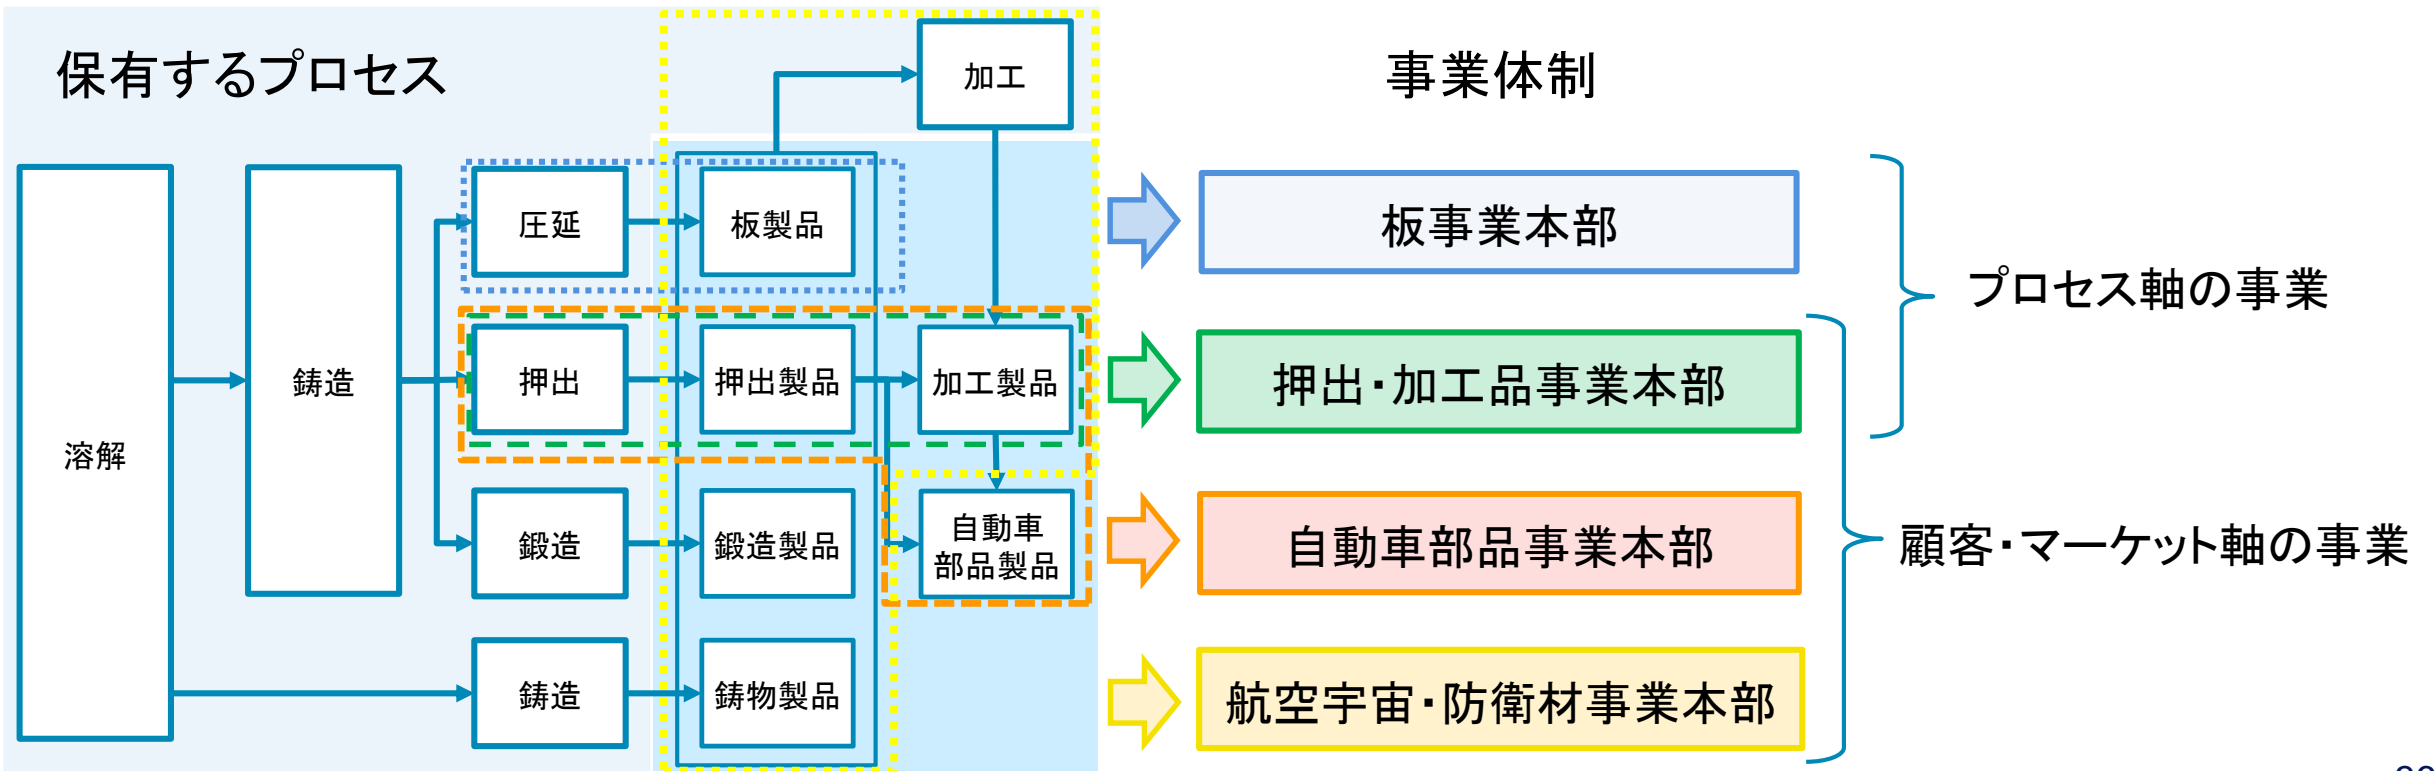 保有するプロセス
事業体制
加工
圧延
板製品
板事業本部
プロセス軸の事業
溶解
鋳造
押出
押出製品
加工製品
押出・加工品事業本部
鍛造
鍛造製品
自動車
部品製品
自動車部品事業本部
顧客・マーケット軸の事業
鋳造
鋳物製品
航空宇宙・防衛材事業本部